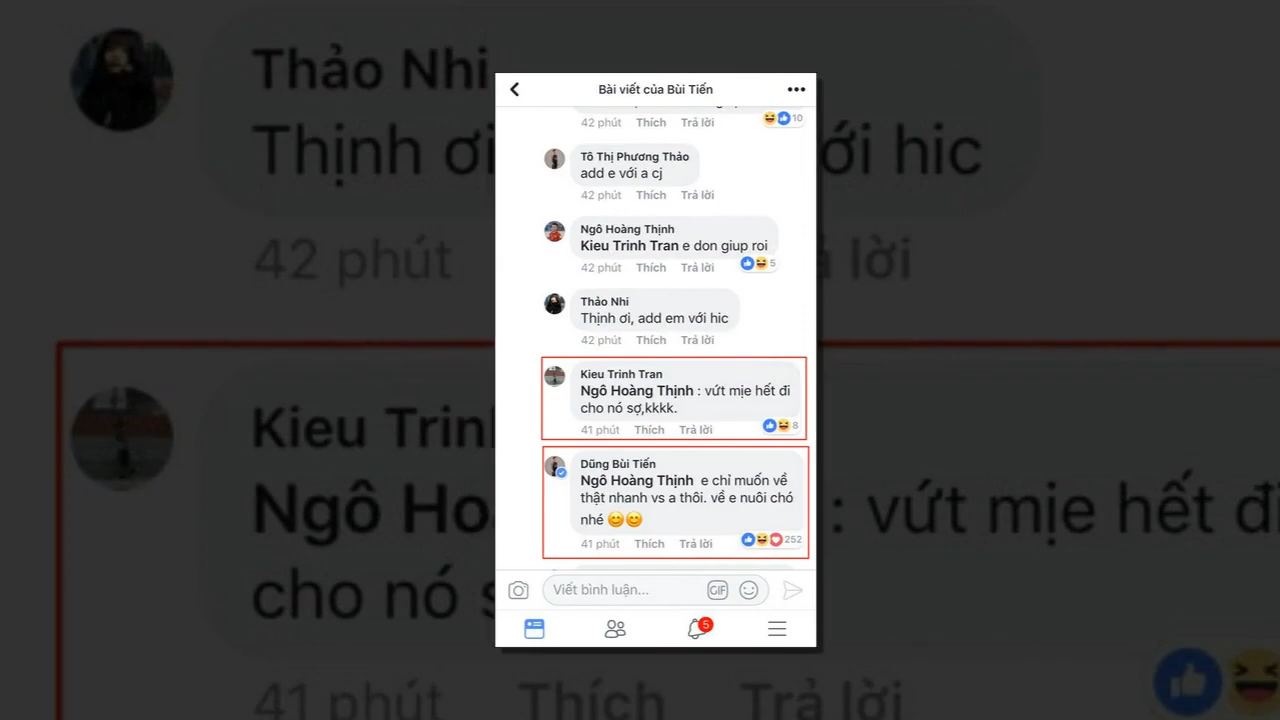 Thảo Nhi
Thịnh ơi
ới hic
42 phút
ả lời
Kieu Trin
Ngô Ho
: vứt mịe hết đi
cho nó s
41 phút
Thích
Trả lời
Bài viết của Bùi Tiến
42 phút Thích Trả lời 10
Tô Thị Phương Thảo
add e với a cj
42 phút Thích Trả lời
Ngô Hoàng Thịnh
Kieu Trinh Tran e don giup roi
42 phút Thích Trả lời 5
Thảo Nhi
Thịnh ơi, add em với hic
42 phút Thích Trả lời
Kieu Trinh Tran
Ngô Hoàng Thịnh : vứt mịe hết đi
cho nó sợ,kkkk.
41 phút Thích Trả lời 8
Dũng Bùi Tiến
Ngô Hoàng Thịnh e chỉ muốn về
thật nhanh vs a thôi. về e nuôi chó
nhé 😊😊
41 phút Thích Trả lời 252
Viết bình luận... GIF
5